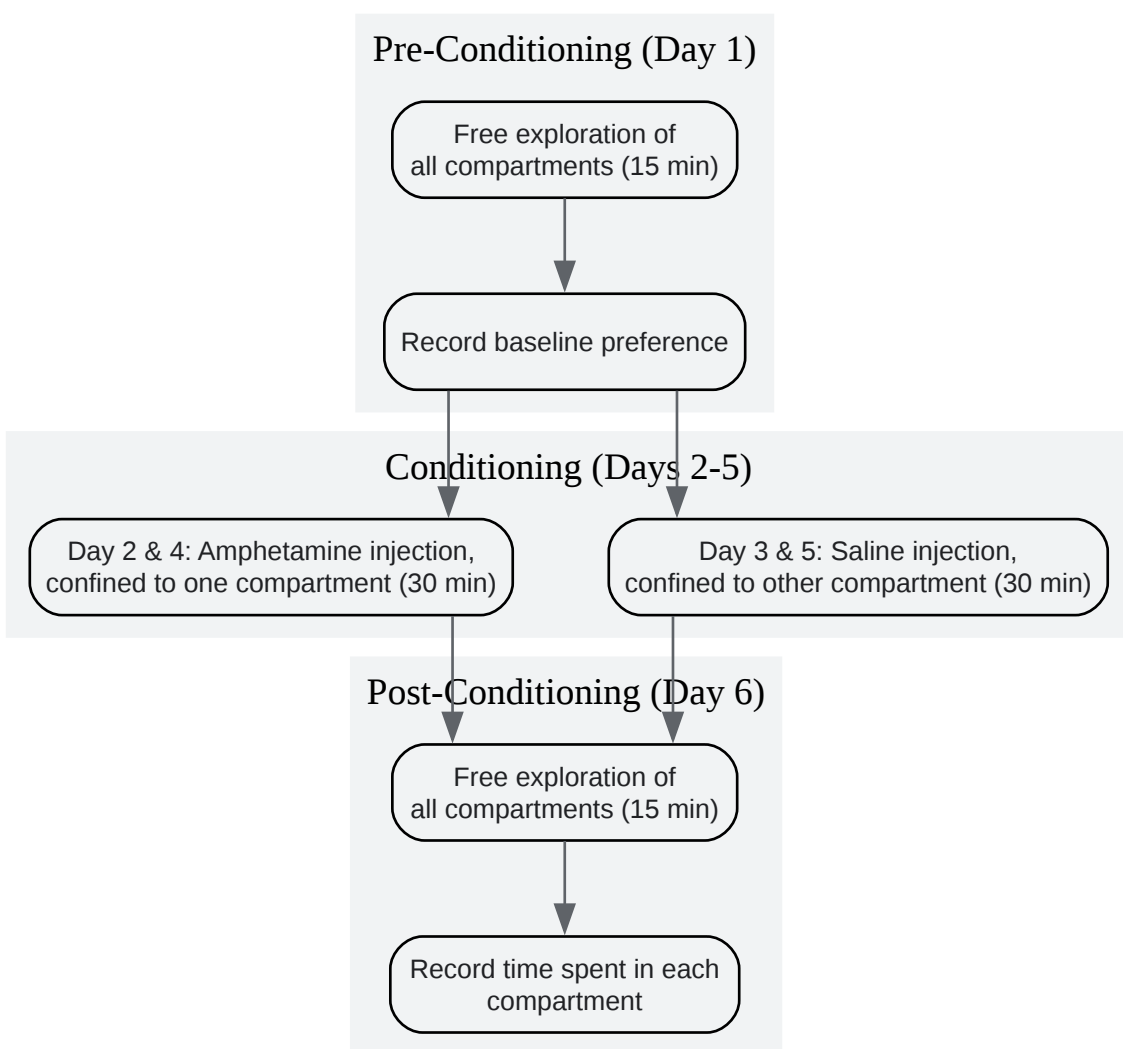 Pre-Conditioning (Day 1)
Free exploration of
all compartments (15 min)
Record baseline preference
Conditioning (Days 2-5)
Day 2 & 4: Amphetamine injection,
confined to one compartment (30 min)
Day 3 & 5: Saline injection,
confined to other compartment (30 min)
Post-Conditioning (Day 6)
Free exploration of
all compartments (15 min)
Record time spent in each
compartment